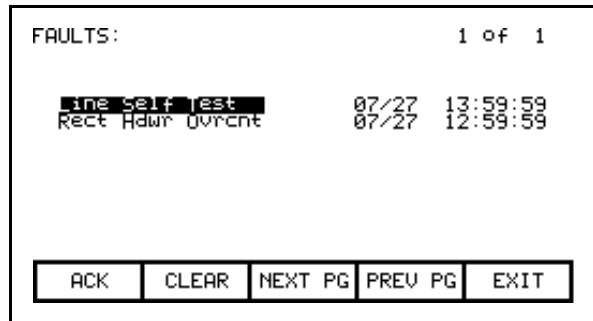 FAULTS: 1 of 1
Line Self Test 07/27 13:59:59
Rect Hdwr Ovrcnt 07/27 12:59:59
ACK CLEAR NEXT PG PREV PG EXIT